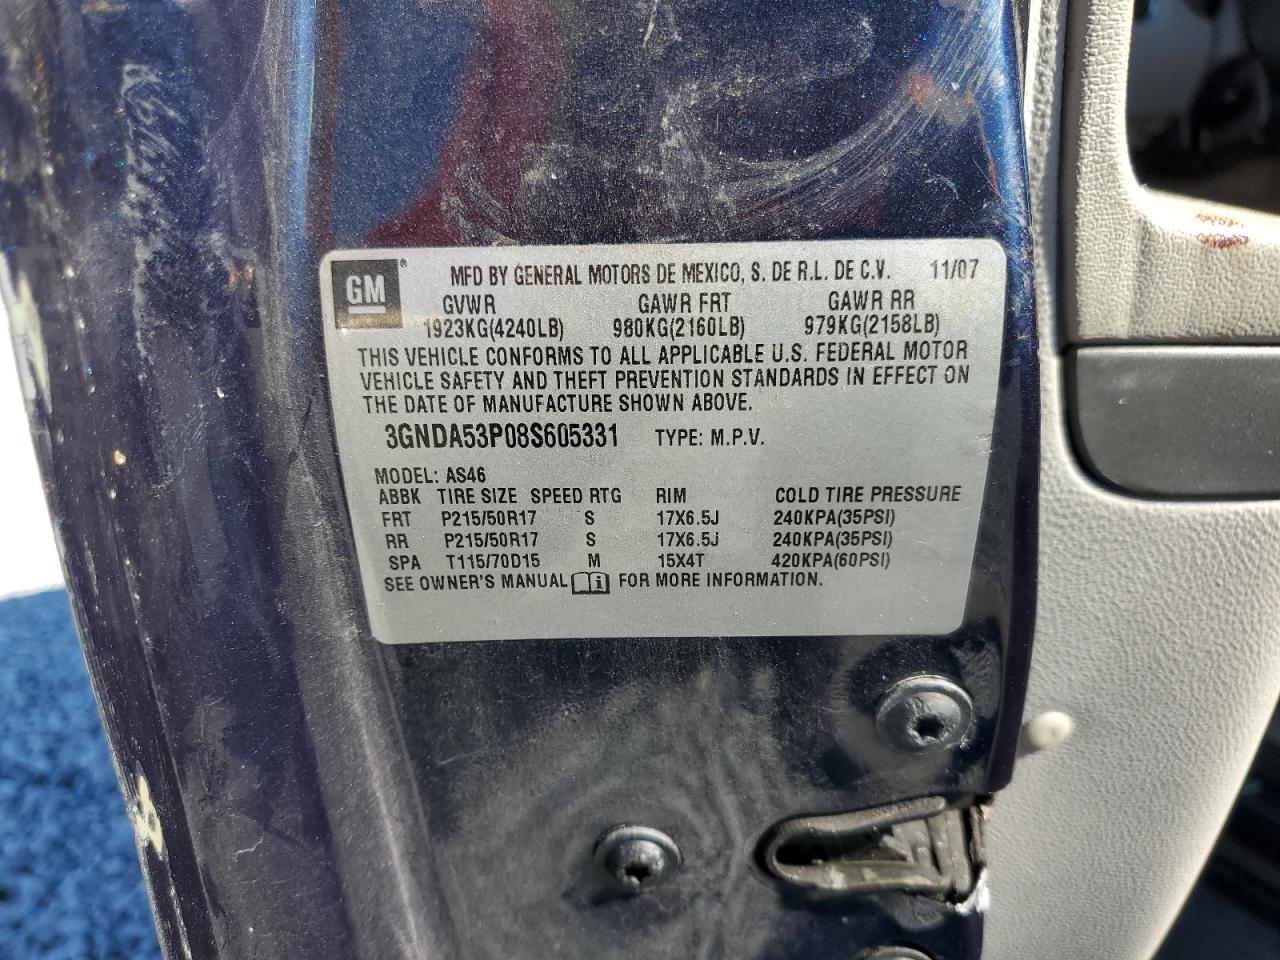 GM® MFD BY GENERAL MOTORS DE MEXICO, S. DE R.L. DE C.V. 11/07
GVWR GAWR FRT GAWR RR
1923KG(4240LB) 980KG(2160LB) 979KG(2158LB)
THIS VEHICLE CONFORMS TO ALL APPLICABLE U.S. FEDERAL MOTOR
VEHICLE SAFETY AND THEFT PREVENTION STANDARDS IN EFFECT ON
THE DATE OF MANUFACTURE SHOWN ABOVE.
3GNDA53P08S605331 TYPE: M.P.V.
MODEL: AS46
ABBK TIRE SIZE SPEED RTG RIM COLD TIRE PRESSURE
FRT P215/50R17 S 17X6.5J 240KPA(35PSI)
RR P215/50R17 S 17X6.5J 240KPA(35PSI)
SPA T115/70D15 M 15X4T 420KPA(60PSI)
SEE OWNER'S MANUAL i FOR MORE INFORMATION.